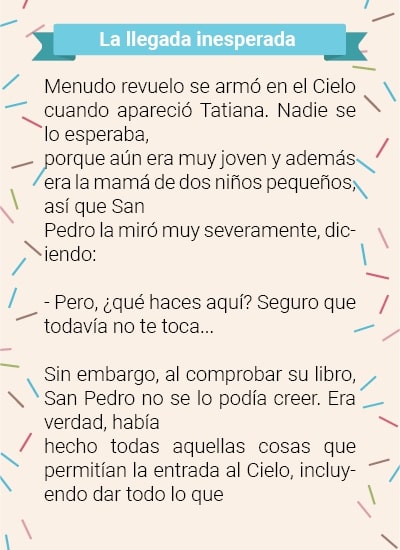 La llegada inesperada
Menudo revuelo se armó en el Cielo
cuando apareció Tatiana. Nadie se
lo esperaba,
porque aún era muy joven y además
era la mamá de dos niños pequeños,
así que San
Pedro la miró muy severamente, dic-
iendo:
- Pero, ¿qué haces aquí? Seguro que
todavía no te toca...
Sin embargo, al comprobar su libro,
San Pedro no se lo podía creer. Era
verdad, había
hecho todas aquellas cosas que
permitían la entrada al Cielo, incluy-
endo dar todo lo que